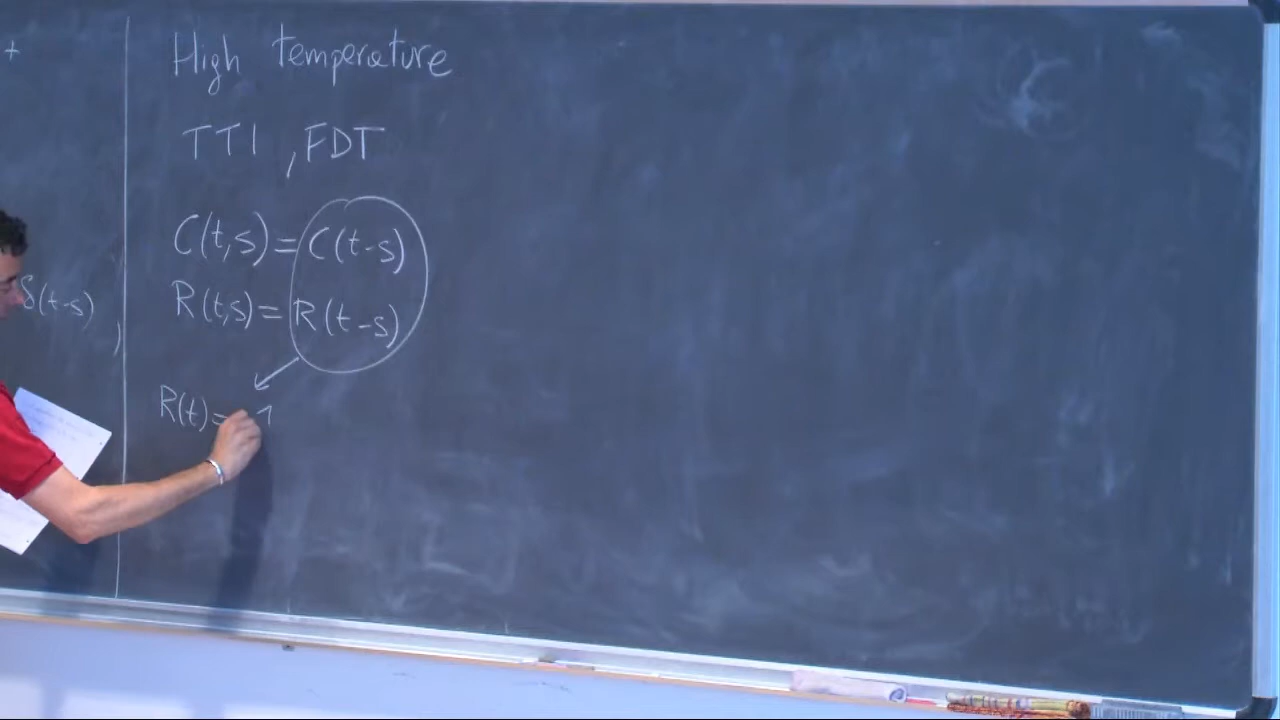 +
δ(t-s)
)
High temperature
TTI, FDT
C(t,s) = C(t-s)
R(t,s) = R(t-s)
R(t) =